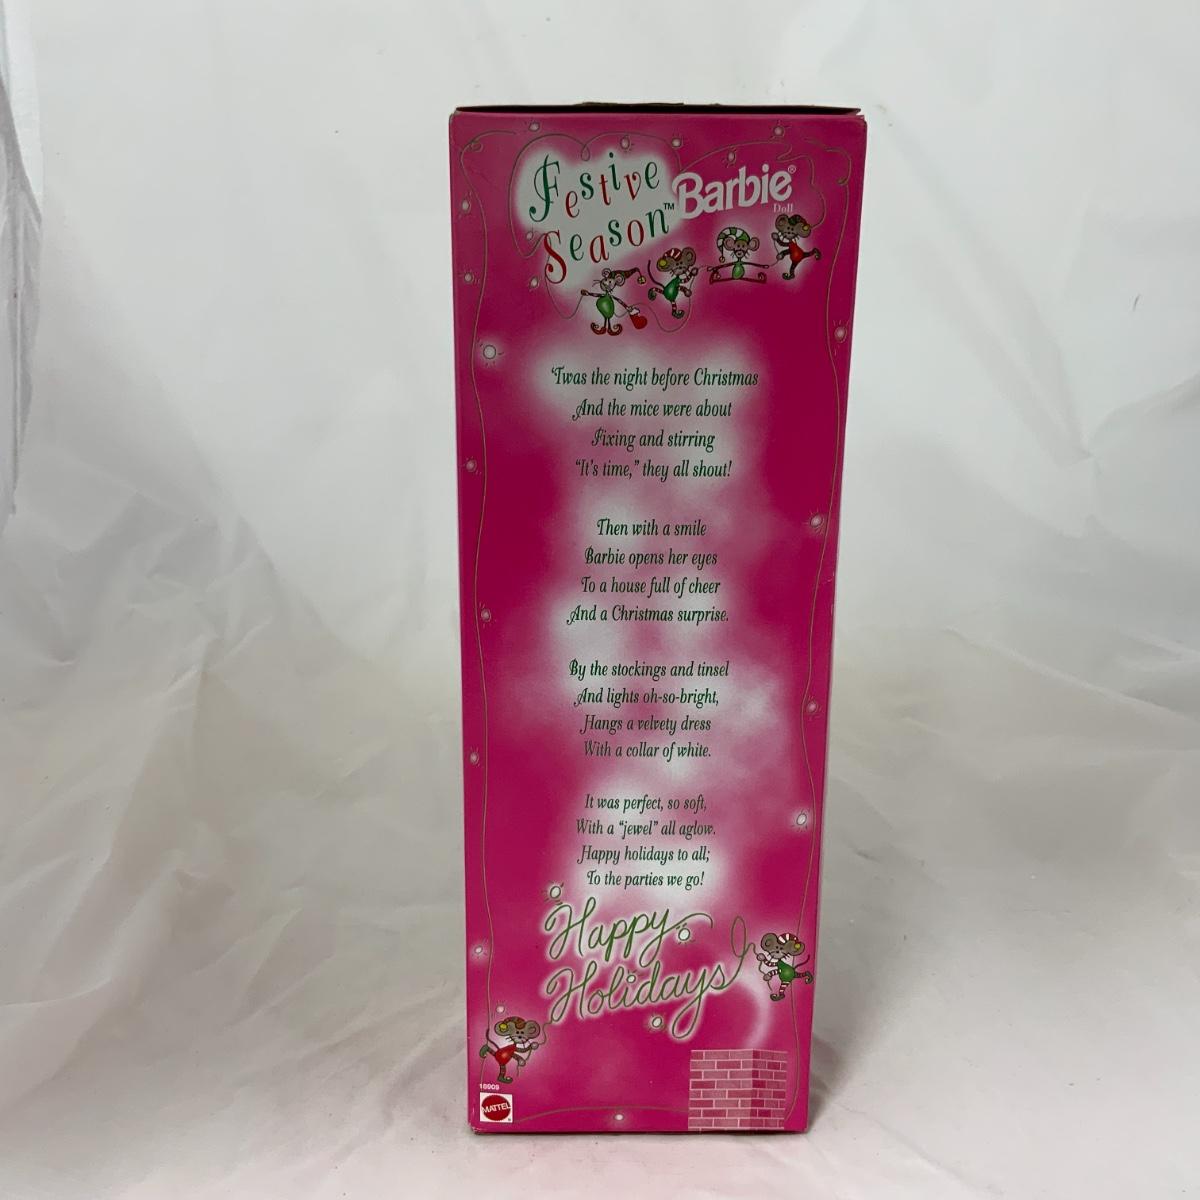 Festive
Season™
Barbie®
Doll
'Twas the night before Christmas
And the mice were about
Fixing and stirring
"It's time," they all shout!
Then with a smile
Barbie opens her eyes
To a house full of cheer
And a Christmas surprise.
By the stockings and tinsel
And lights oh-so-bright,
Hangs a velvety dress
With a collar of white.
It was perfect, so soft,
With a "jewel" all aglow.
Happy holidays to all;
To the parties we go!
Happy
Holidays
18909
MATTEL